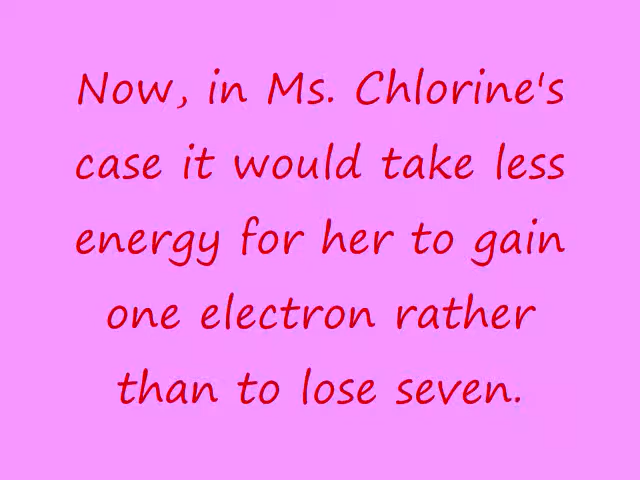 Now, in Ms. Chlorine's
case it would take less
energy for her to gain
one electron rather
than to lose seven.